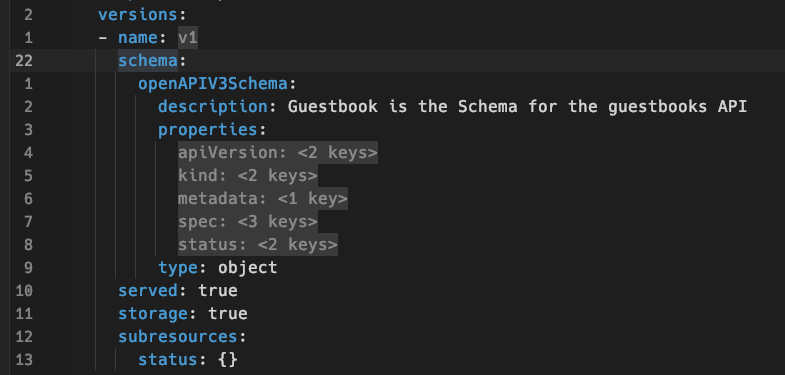 2 versions:
1 - name: v1
22 schema:
1 openAPIV3Schema:
2 description: Guestbook is the Schema for the guestbooks API
3 properties:
4 apiVersion: <2 keys>
5 kind: <2 keys>
6 metadata: <1 key>
7 spec: <3 keys>
8 status: <2 keys>
9 type: object
10 served: true
11 storage: true
12 subresources:
13 status: {}